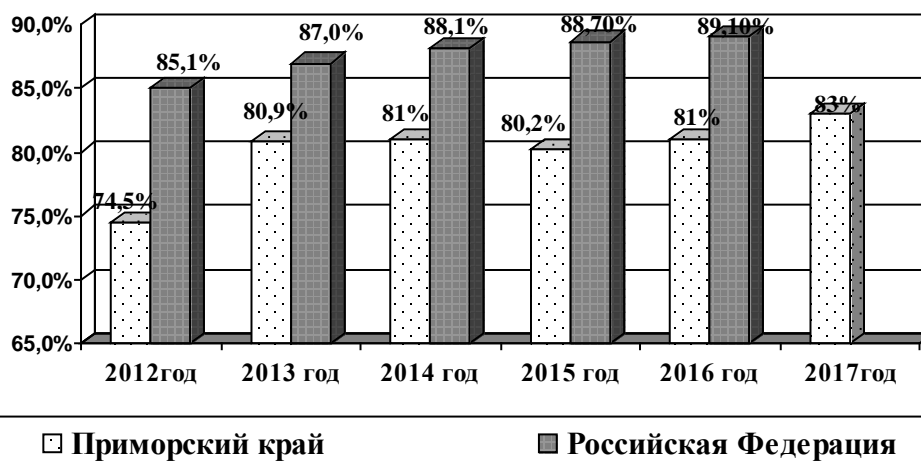 90,0%
85,0%
80,0%
75,0%
70,0%
65,0%
74,5%
85,1%
80,9%
87,0%
81%
88,1%
80,2%
88,70%
81%
89,10%
83%
2012год
2013 год
2014 год
2015 год
2016 год
2017год
Приморский край
Российская Федерация